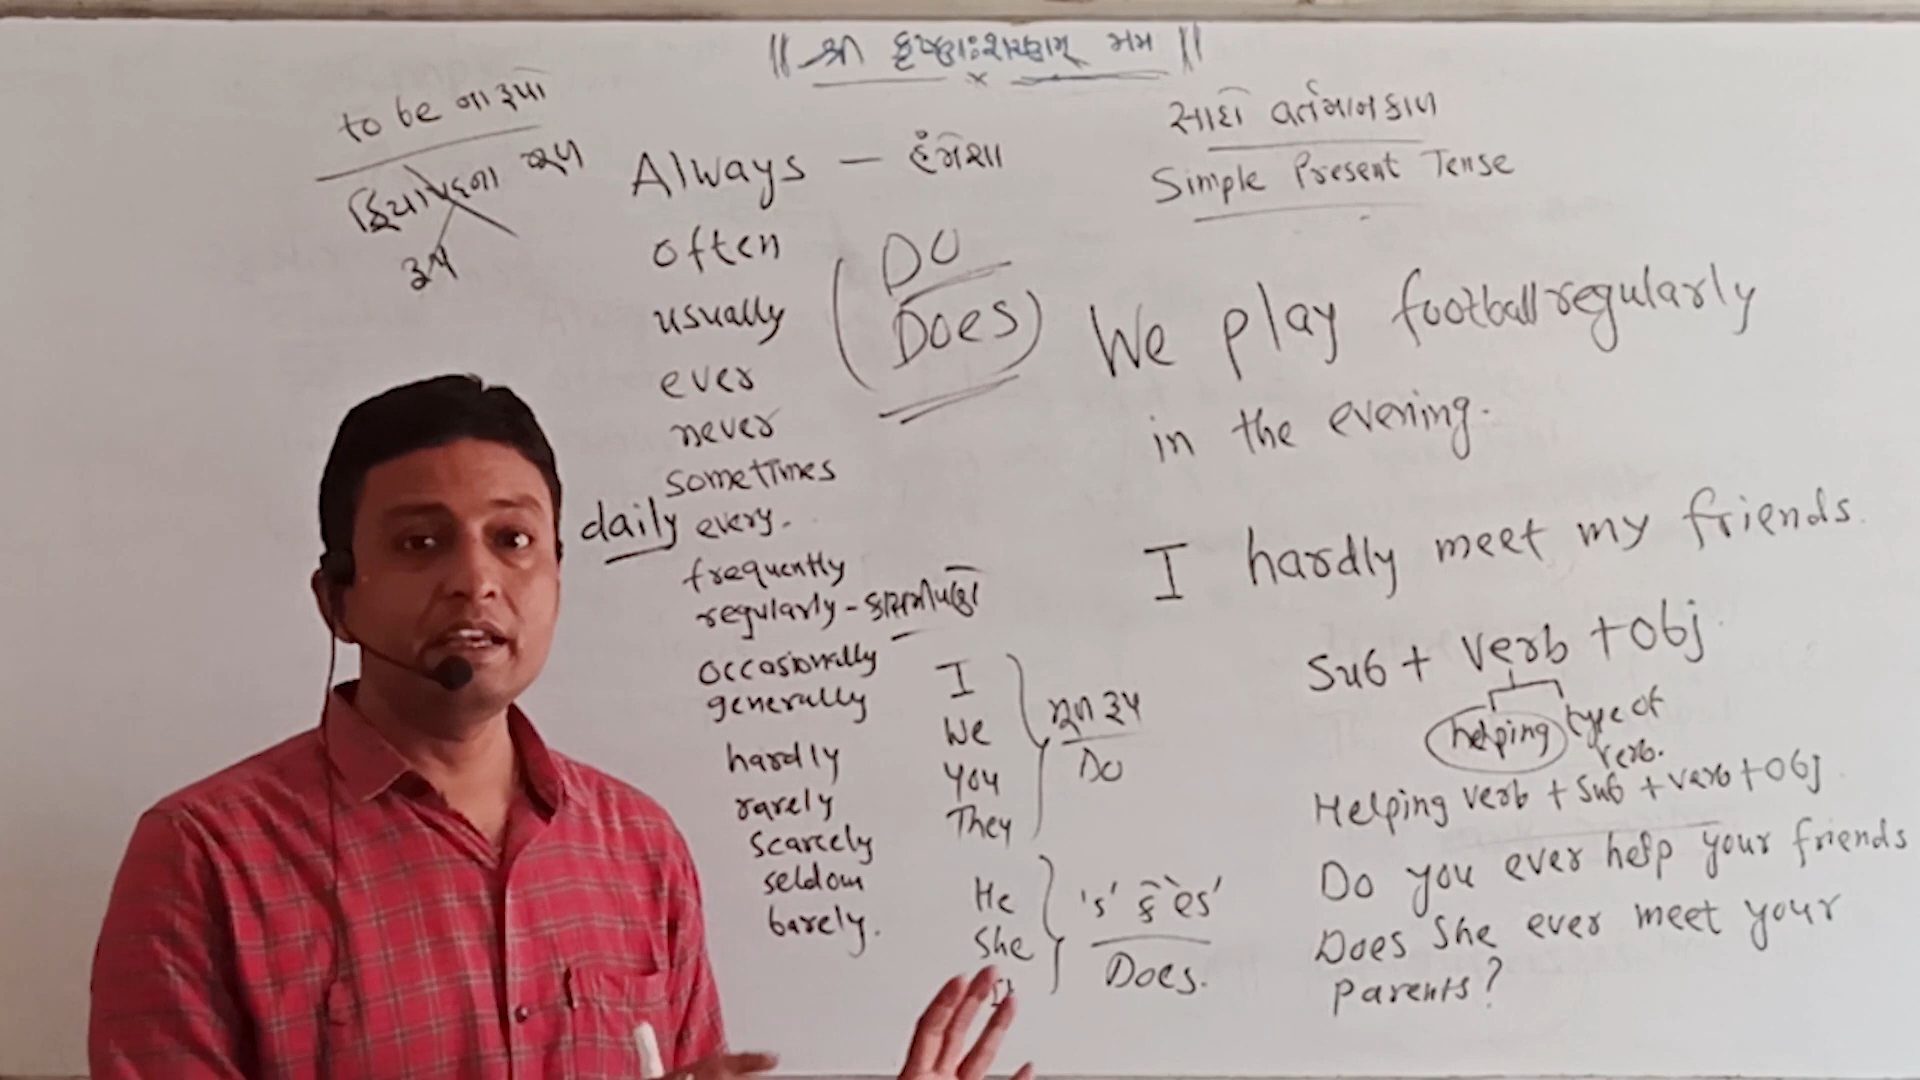 || શ્રી કૃષ્ણઃશરણમ્ મમ ||
to be ના રૂપો
ક્રિયાપદના મૂળ
રૂપ
Always - હંમેશા
often
usually
ever
never
sometimes
daily every.
frequently
regularly -
occasionally
generally
hardly
rarely
scarcely
seldom
barely.
(DO
Does)
I
We
You
They
મૂળ રૂપ
DO
He
She
It
's' કે 'es'
Does.
સાદો વર્તમાનકાળ
Simple Present Tense
We play football regularly
in the evening.
I hardly meet my friends.
Sub + verb + obj
helping type of
verb.
Helping verb + sub + verb + obj
Do you ever help your friends
Does she ever meet your
parents?